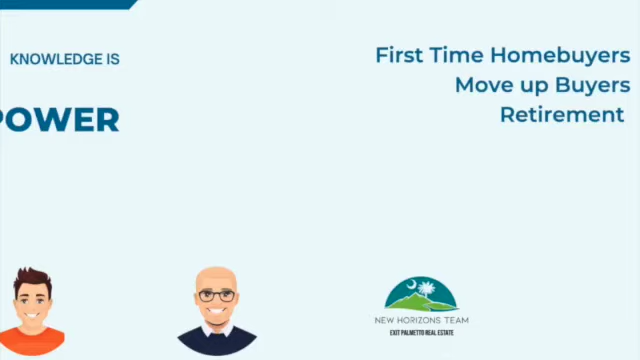 KNOWLEDGE IS
POWER
First Time Homebuyers
Move up Buyers
Retirement
NEW HORIZONS TEAM
EXIT PALMETTO REAL ESTATE